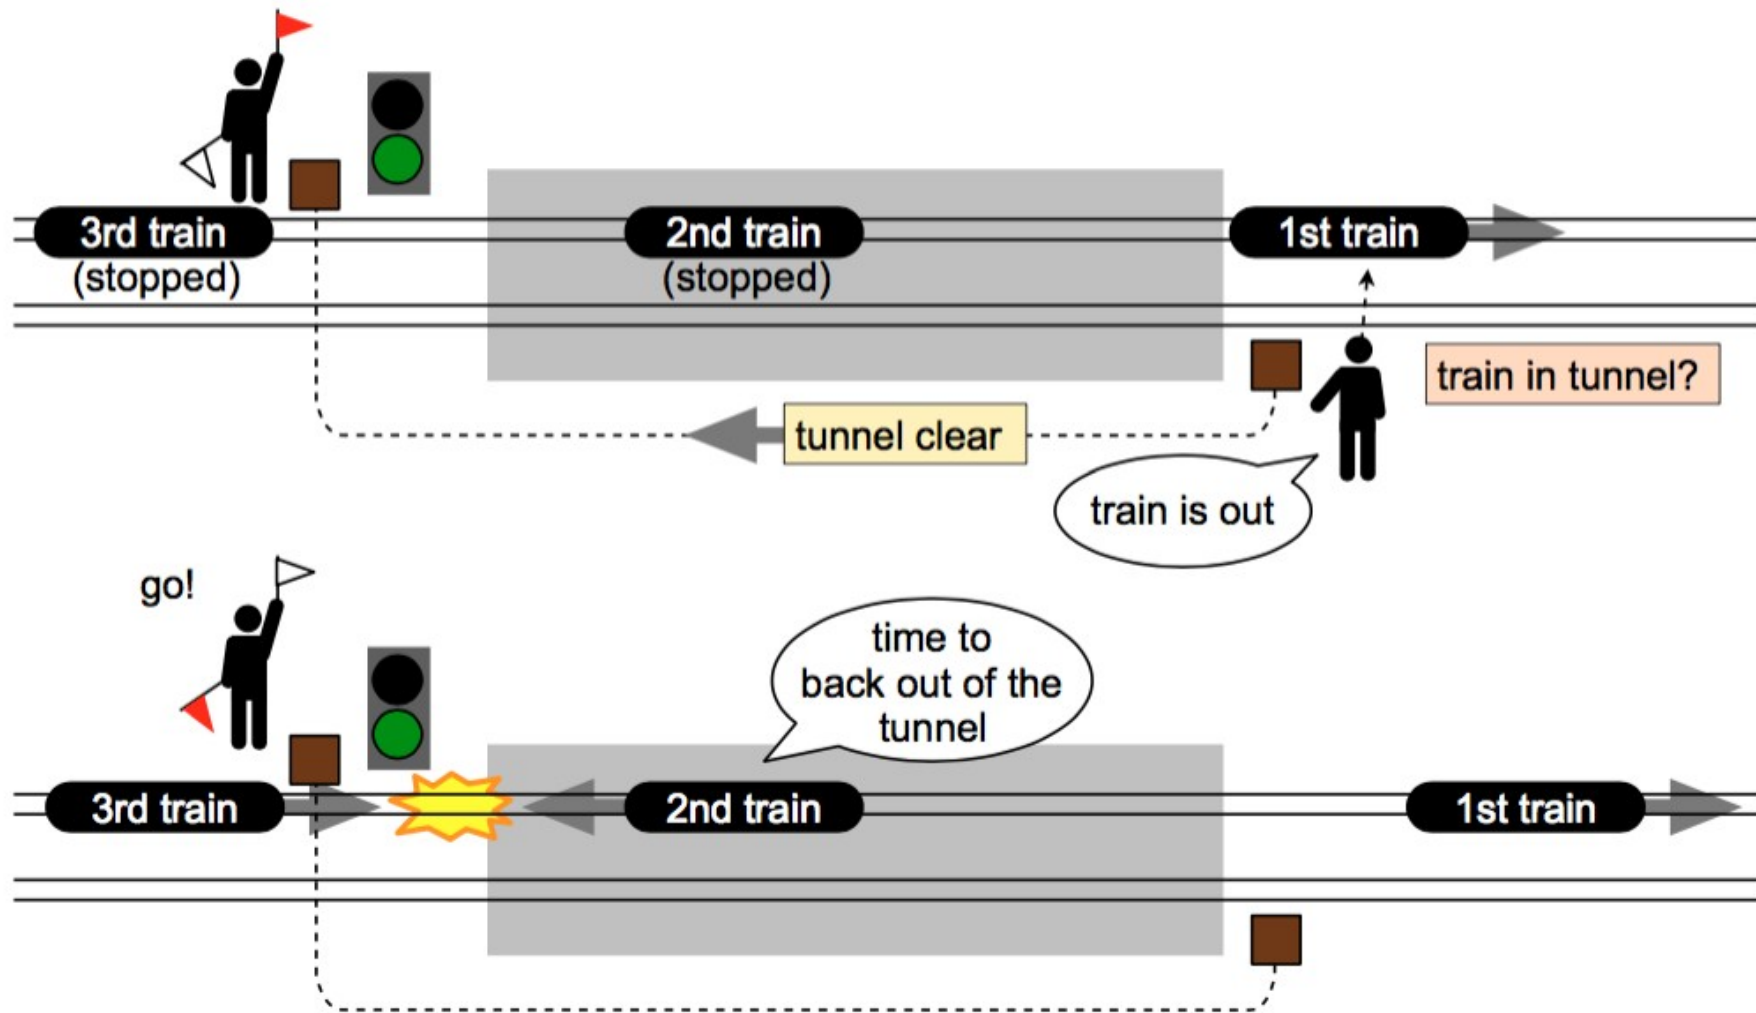 3rd train
(stopped)
2nd train
(stopped)
1st train
train in tunnel?
tunnel clear
train is out
go!
time to
back out of the
tunnel
3rd train
2nd train
1st train